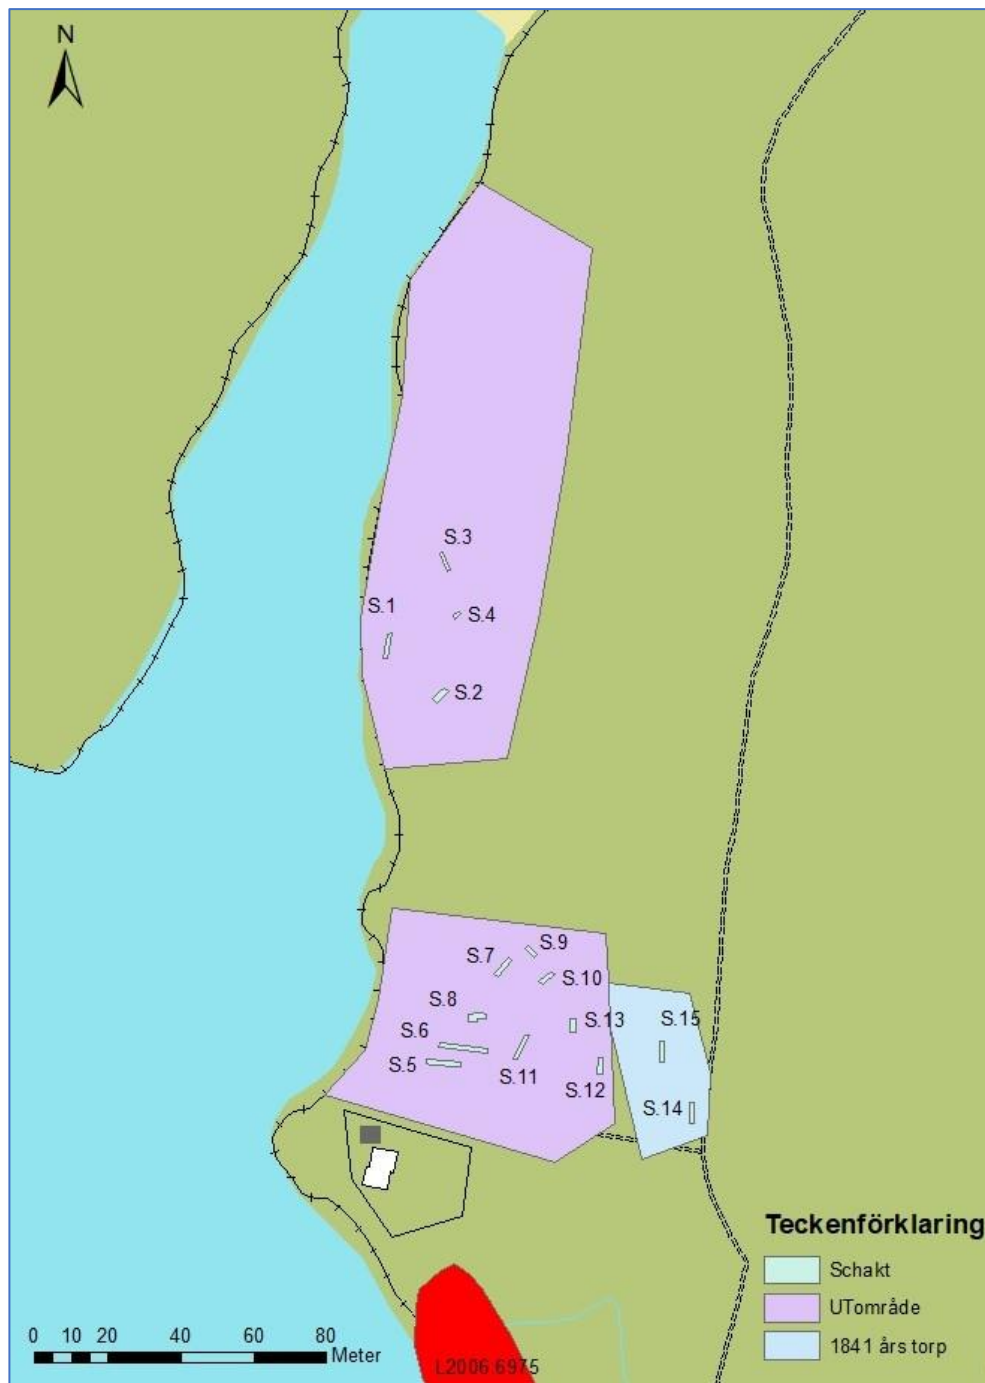 N
S.3
S.1
S.4
S.2
S.9
S.7
S.10
S.8
S.13
S.15
S.6
S.5
S.11
S.12
S.14
Teckenförklaring
Schakt
UTområde
1841 års torp
0 10 20 40 60 80
Meter
L2006:6975